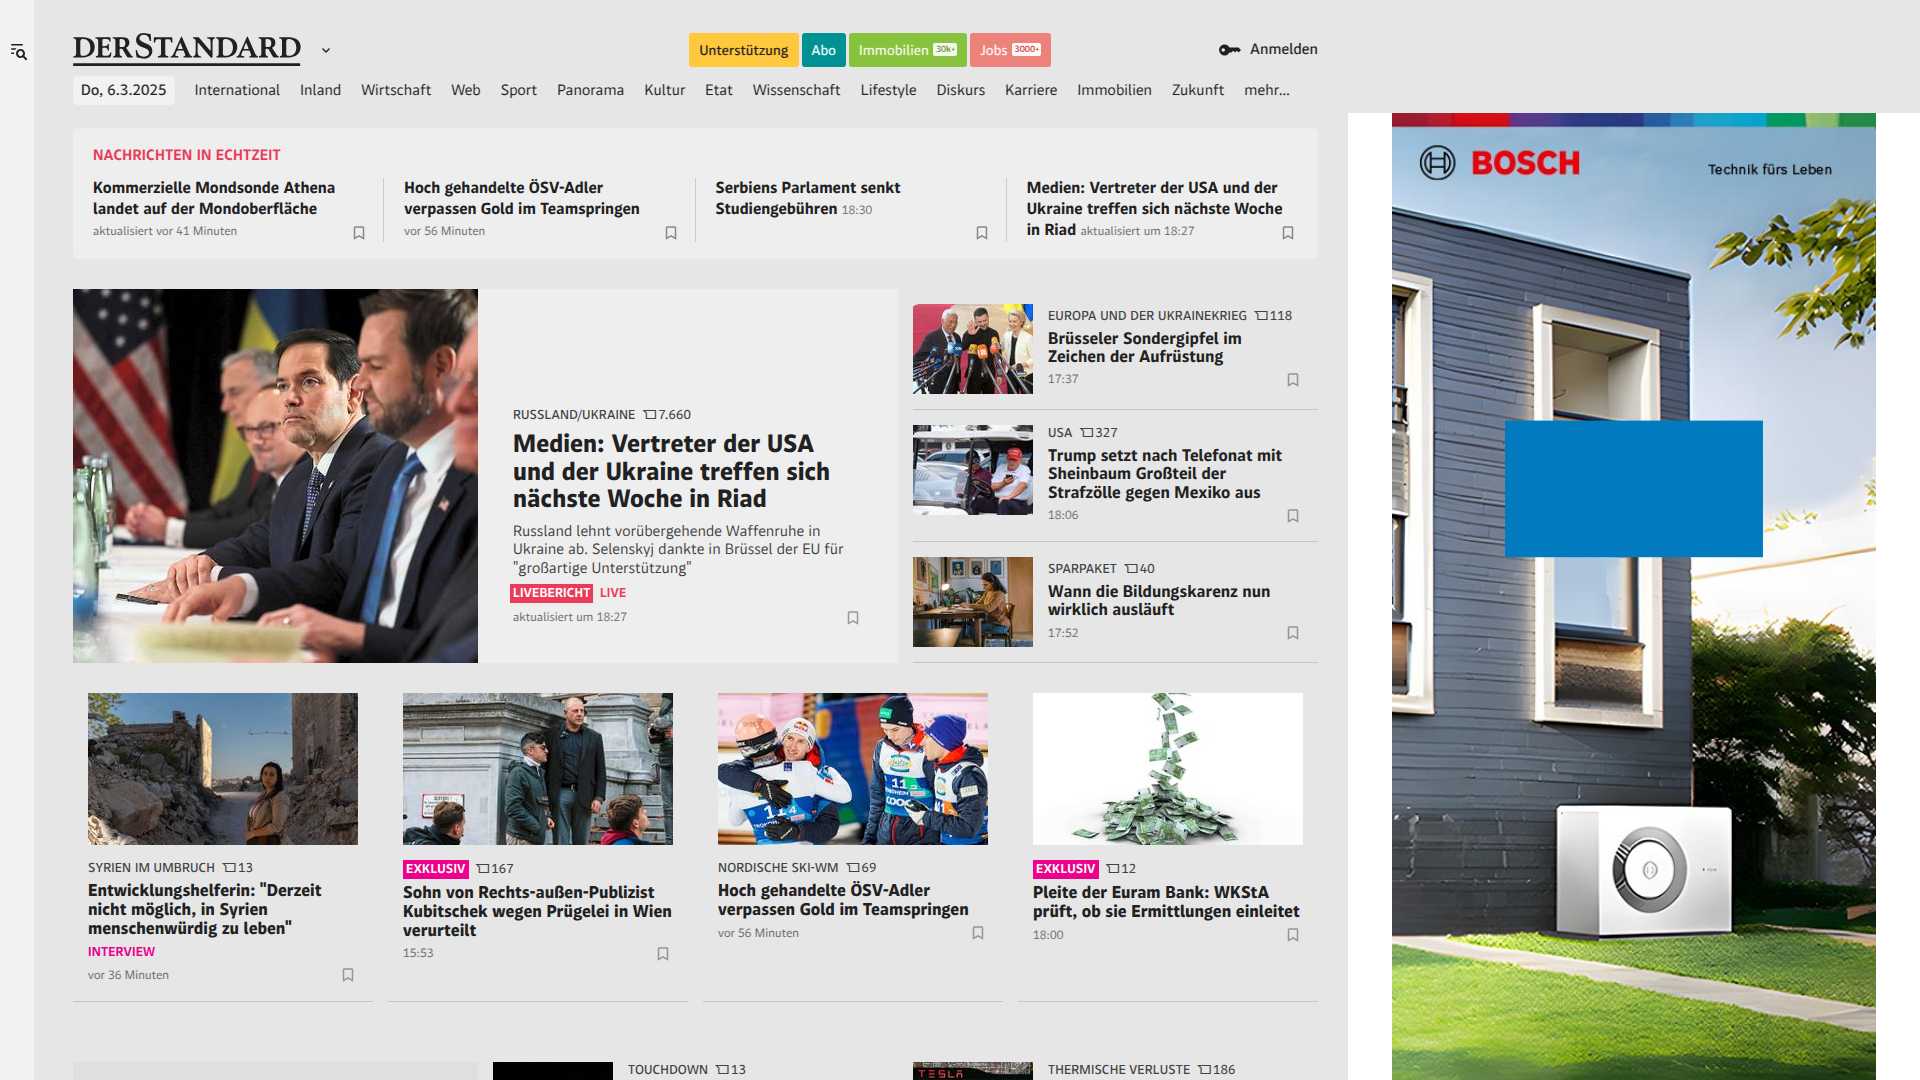 DERSTANDARD
Unterstützung
Abo
Immobilien 30k+
Jobs 3000+
Anmelden
Do, 6.3.2025
International
Inland
Wirtschaft
Web
Sport
Panorama
Kultur
Etat
Wissenschaft
Lifestyle
Diskurs
Karriere
Immobilien
Zukunft
mehr...
NACHRICHTEN IN ECHTZEIT
Kommerzielle Mondsonde Athena
landet auf der Mondoberfläche
aktualisiert vor 41 Minuten
Hoch gehandelte ÖSV-Adler
verpassen Gold im Teamspringen
vor 56 Minuten
Serbiens Parlament senkt
Studiengebühren 18:30
Medien: Vertreter der USA und der
Ukraine treffen sich nächste Woche
in Riad aktualisiert um 18:27
RUSSLAND/UKRAINE 7.660
Medien: Vertreter der USA
und der Ukraine treffen sich
nächste Woche in Riad
Russland lehnt vorübergehende Waffenruhe in
Ukraine ab. Selenskyj dankte in Brüssel der EU für
"großartige Unterstützung"
LIVEBERICHT LIVE
aktualisiert um 18:27
EUROPA UND DER UKRAINEKRIEG 118
Brüsseler Sondergipfel im
Zeichen der Aufrüstung
17:37
USA 327
Trump setzt nach Telefonat mit
Sheinbaum Großteil der
Strafzölle gegen Mexiko aus
18:06
SPARPAKET 40
Wann die Bildungskarenz nun
wirklich ausläuft
17:52
SYRIEN IM UMBRUCH 13
Entwicklungshelferin: "Derzeit
nicht möglich, in Syrien
menschenwürdig zu leben"
INTERVIEW
vor 36 Minuten
EXKLUSIV 167
Sohn von Rechts-außen-Publizist
Kubitschek wegen Prügelei in Wien
verurteilt
15:53
NORDISCHE SKI-WM 69
Hoch gehandelte ÖSV-Adler
verpassen Gold im Teamspringen
vor 56 Minuten
EXKLUSIV 12
Pleite der Euram Bank: WKStA
prüft, ob sie Ermittlungen einleitet
18:00
TOUCHDOWN 13
TESLA
THERMISCHE VERLUSTE 186
BOSCH
Technik fürs Leben